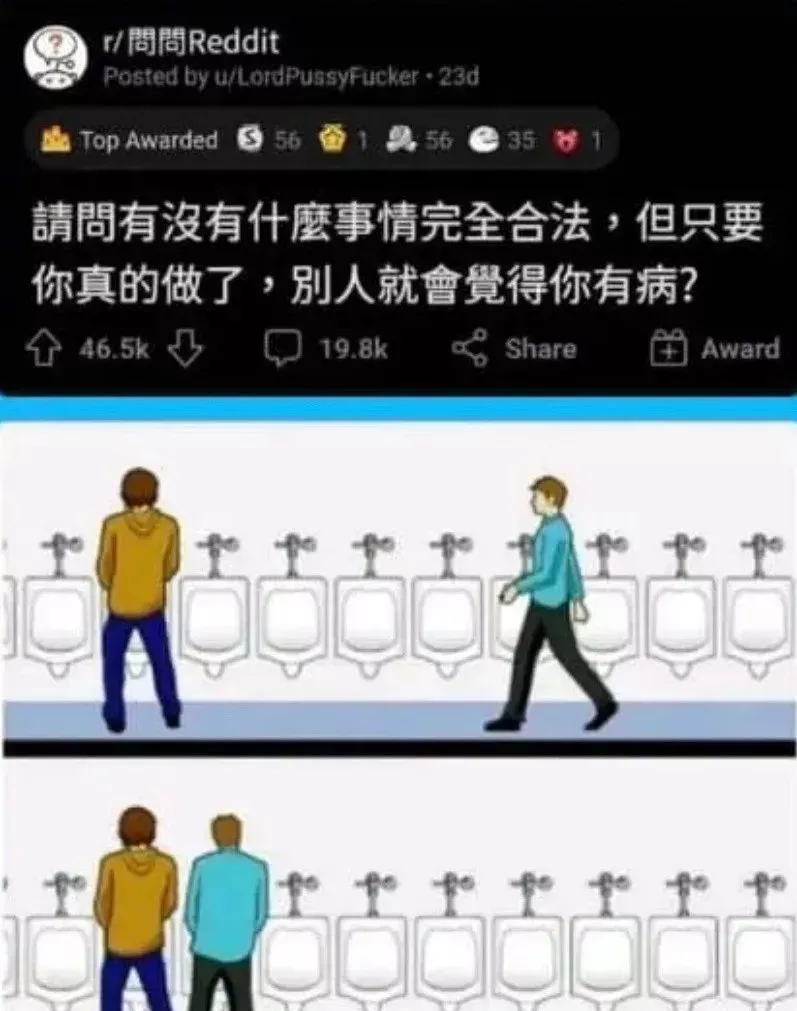 r/問問Reddit
Posted by u/LordPussyFucker • 23d
Top Awarded 56 1 56 35 1
請問有沒有什麼事情完全合法，但只要
你真的做了，別人就會覺得你有病?
46.5k 19.8k Share Award